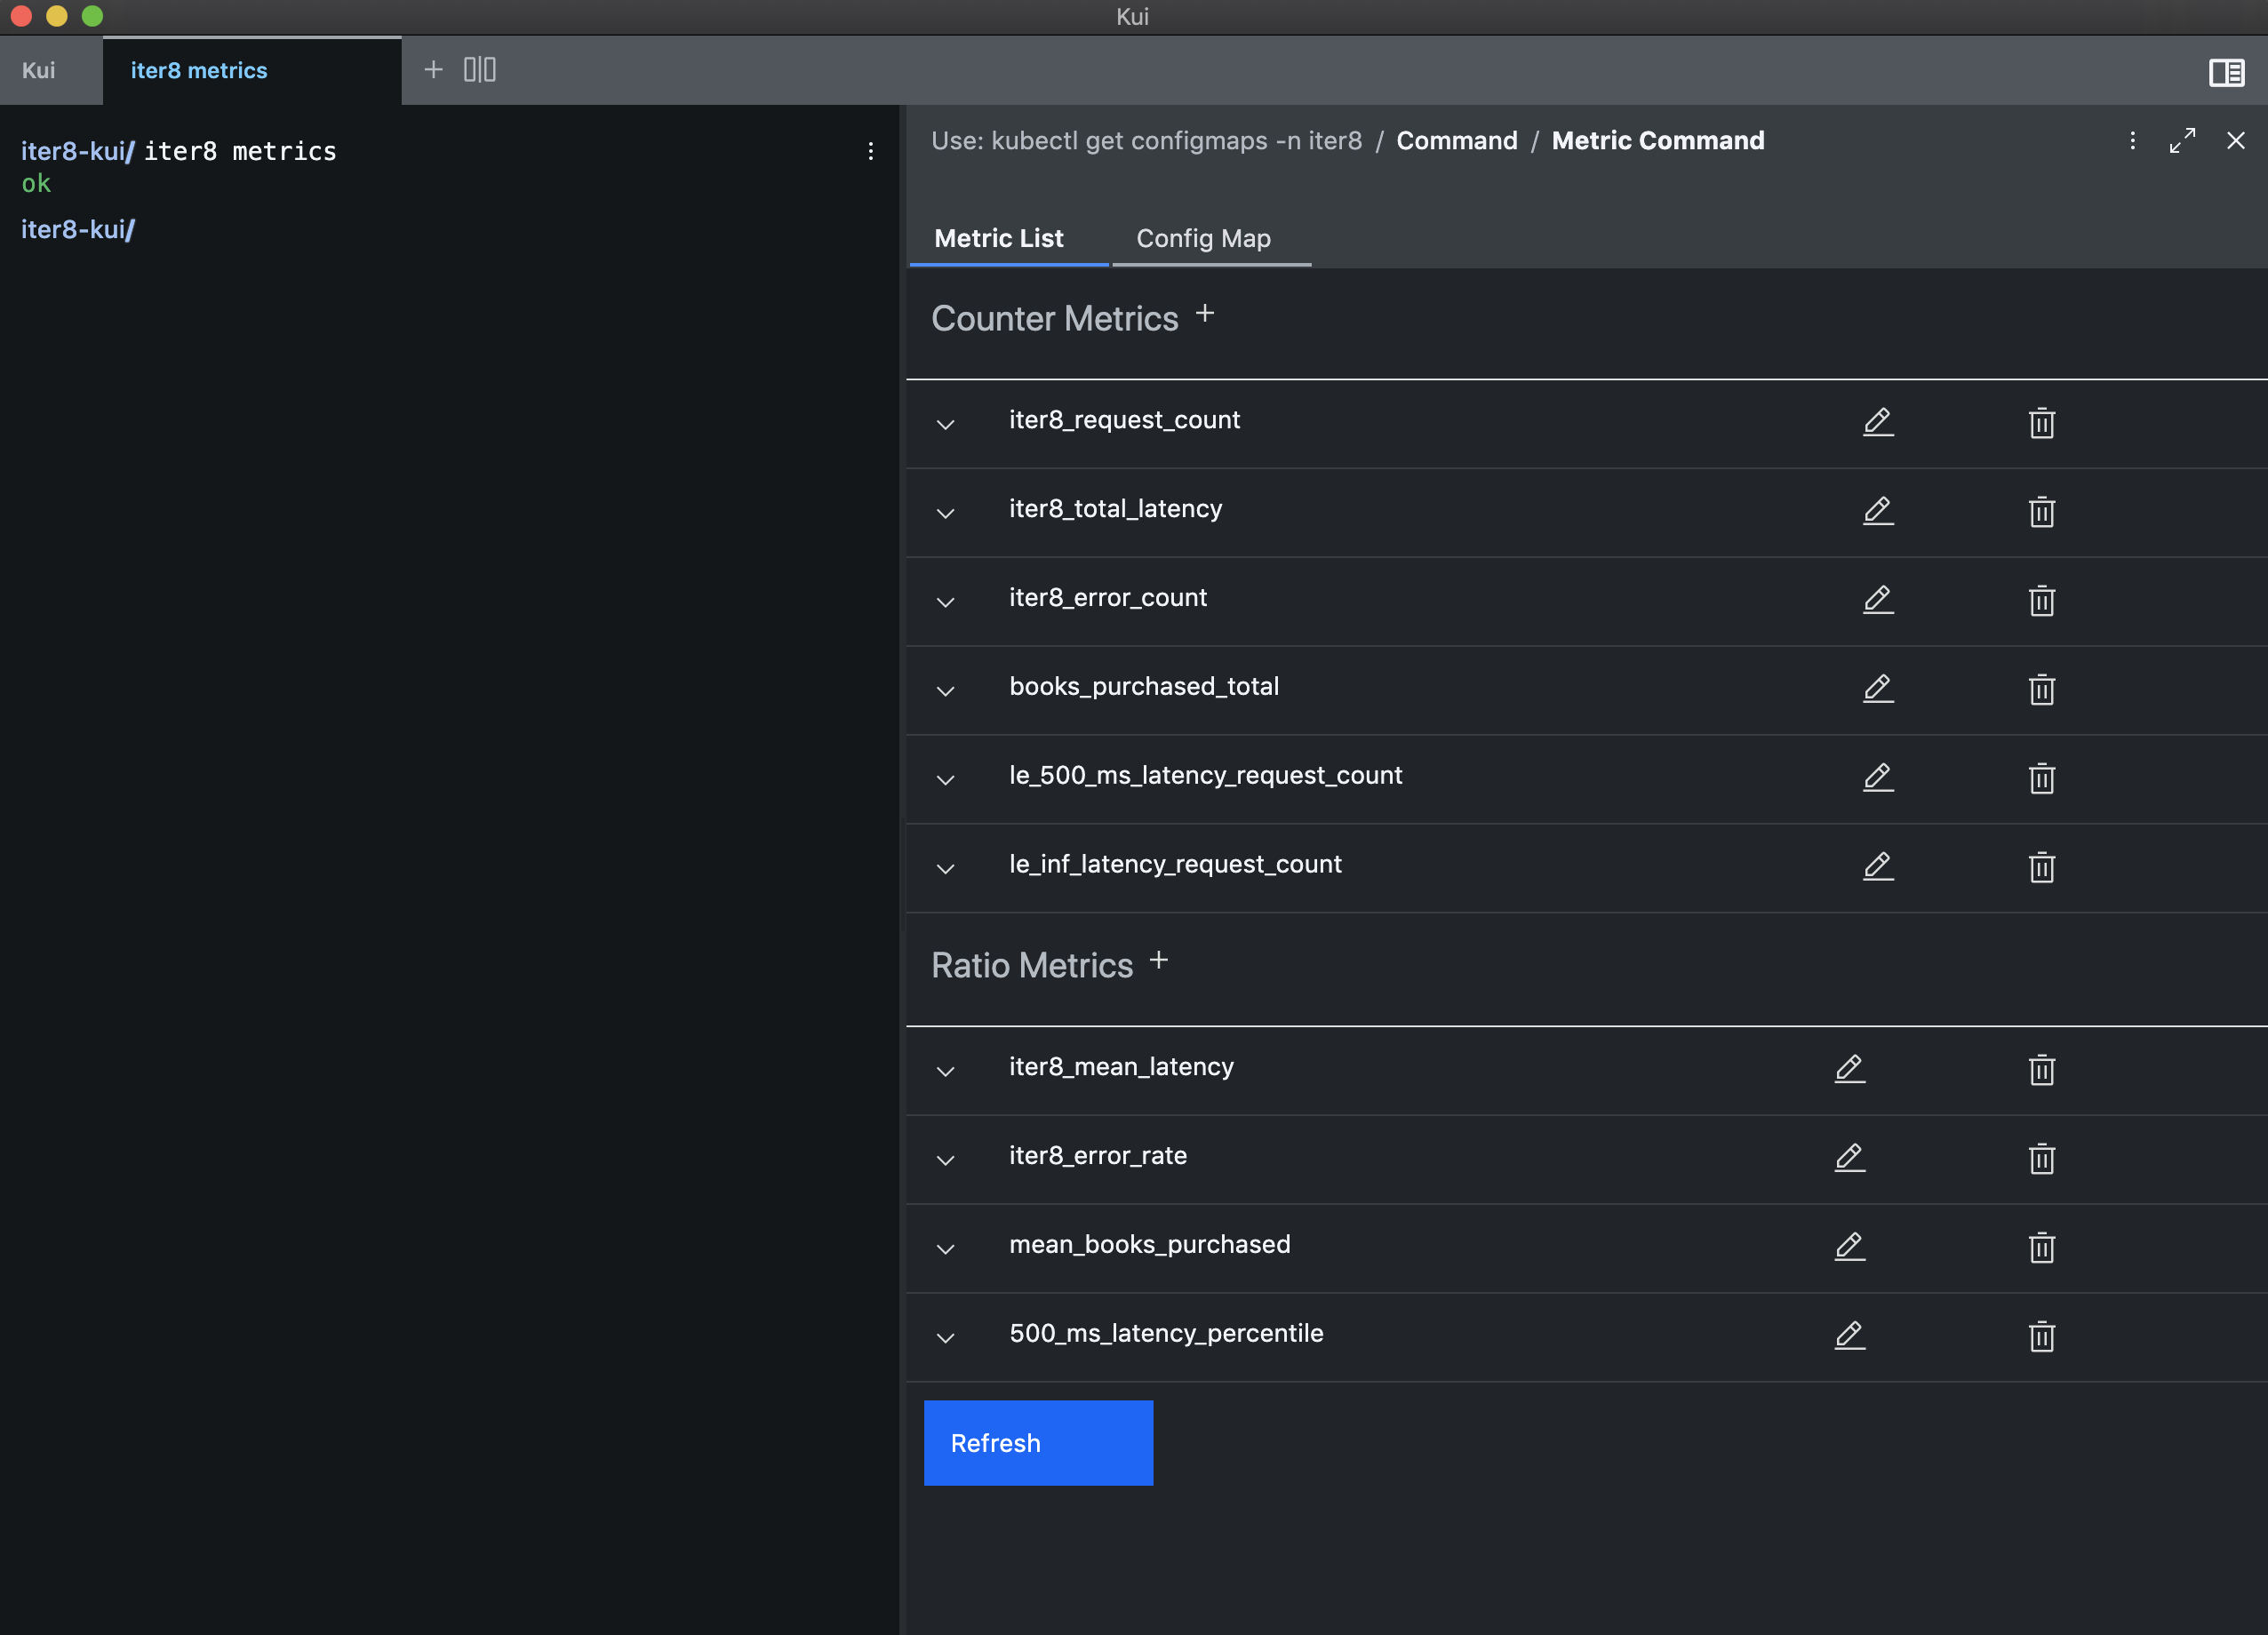 Kui
Kui
iter8 metrics
iter8-kui/ iter8 metrics
ok
iter8-kui/
Use: kubectl get configmaps -n iter8 / Command / Metric Command
Metric List
Config Map
Counter Metrics +
iter8_request_count
iter8_total_latency
iter8_error_count
books_purchased_total
le_500_ms_latency_request_count
le_inf_latency_request_count
Ratio Metrics +
iter8_mean_latency
iter8_error_rate
mean_books_purchased
500_ms_latency_percentile
Refresh